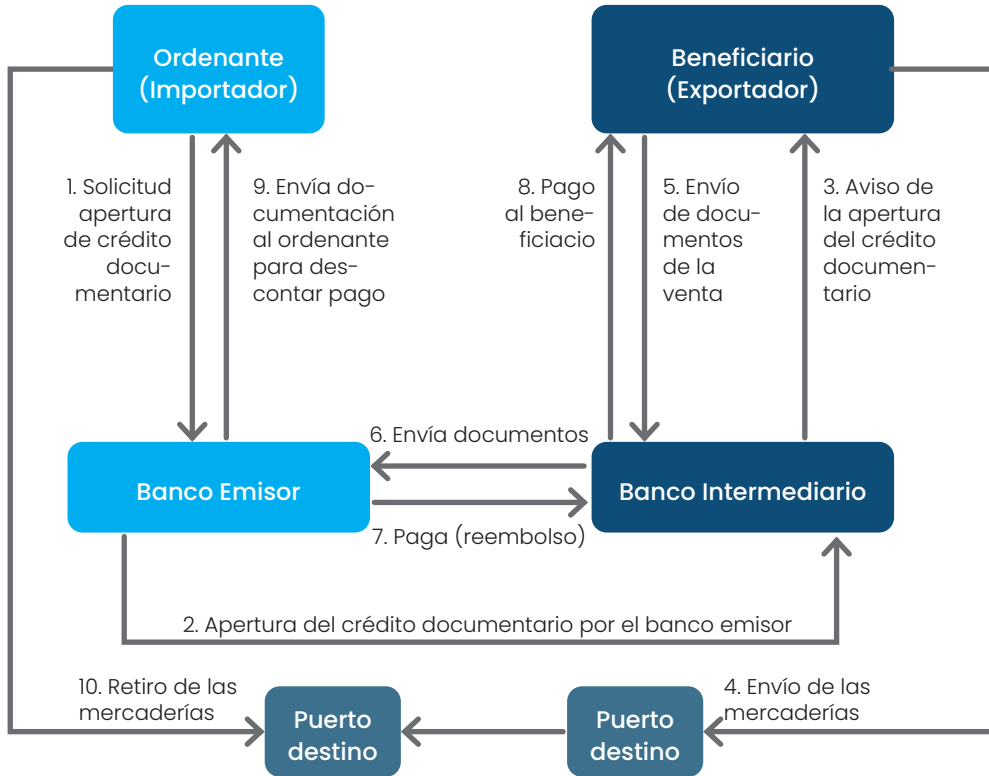 Ordenante
(Importador)
Beneficiario
(Exportador)
1. Solicitud
apertura
de crédito
docu-
mentario
9. Envía do-
cumentación
al ordenante
para des-
contar pago
8. Pago
al bene-
ficiacio
5. Envío
de docu-
mentos
de la
venta
3. Aviso de
la apertura
del crédito
documen-
tario
6. Envía documentos
Banco Emisor
Banco Intermediario
7. Paga (reembolso)
2. Apertura del crédito documentario por el banco emisor
10. Retiro de las
mercaderías
Puerto
destino
Puerto
destino
4. Envío de las
mercaderías